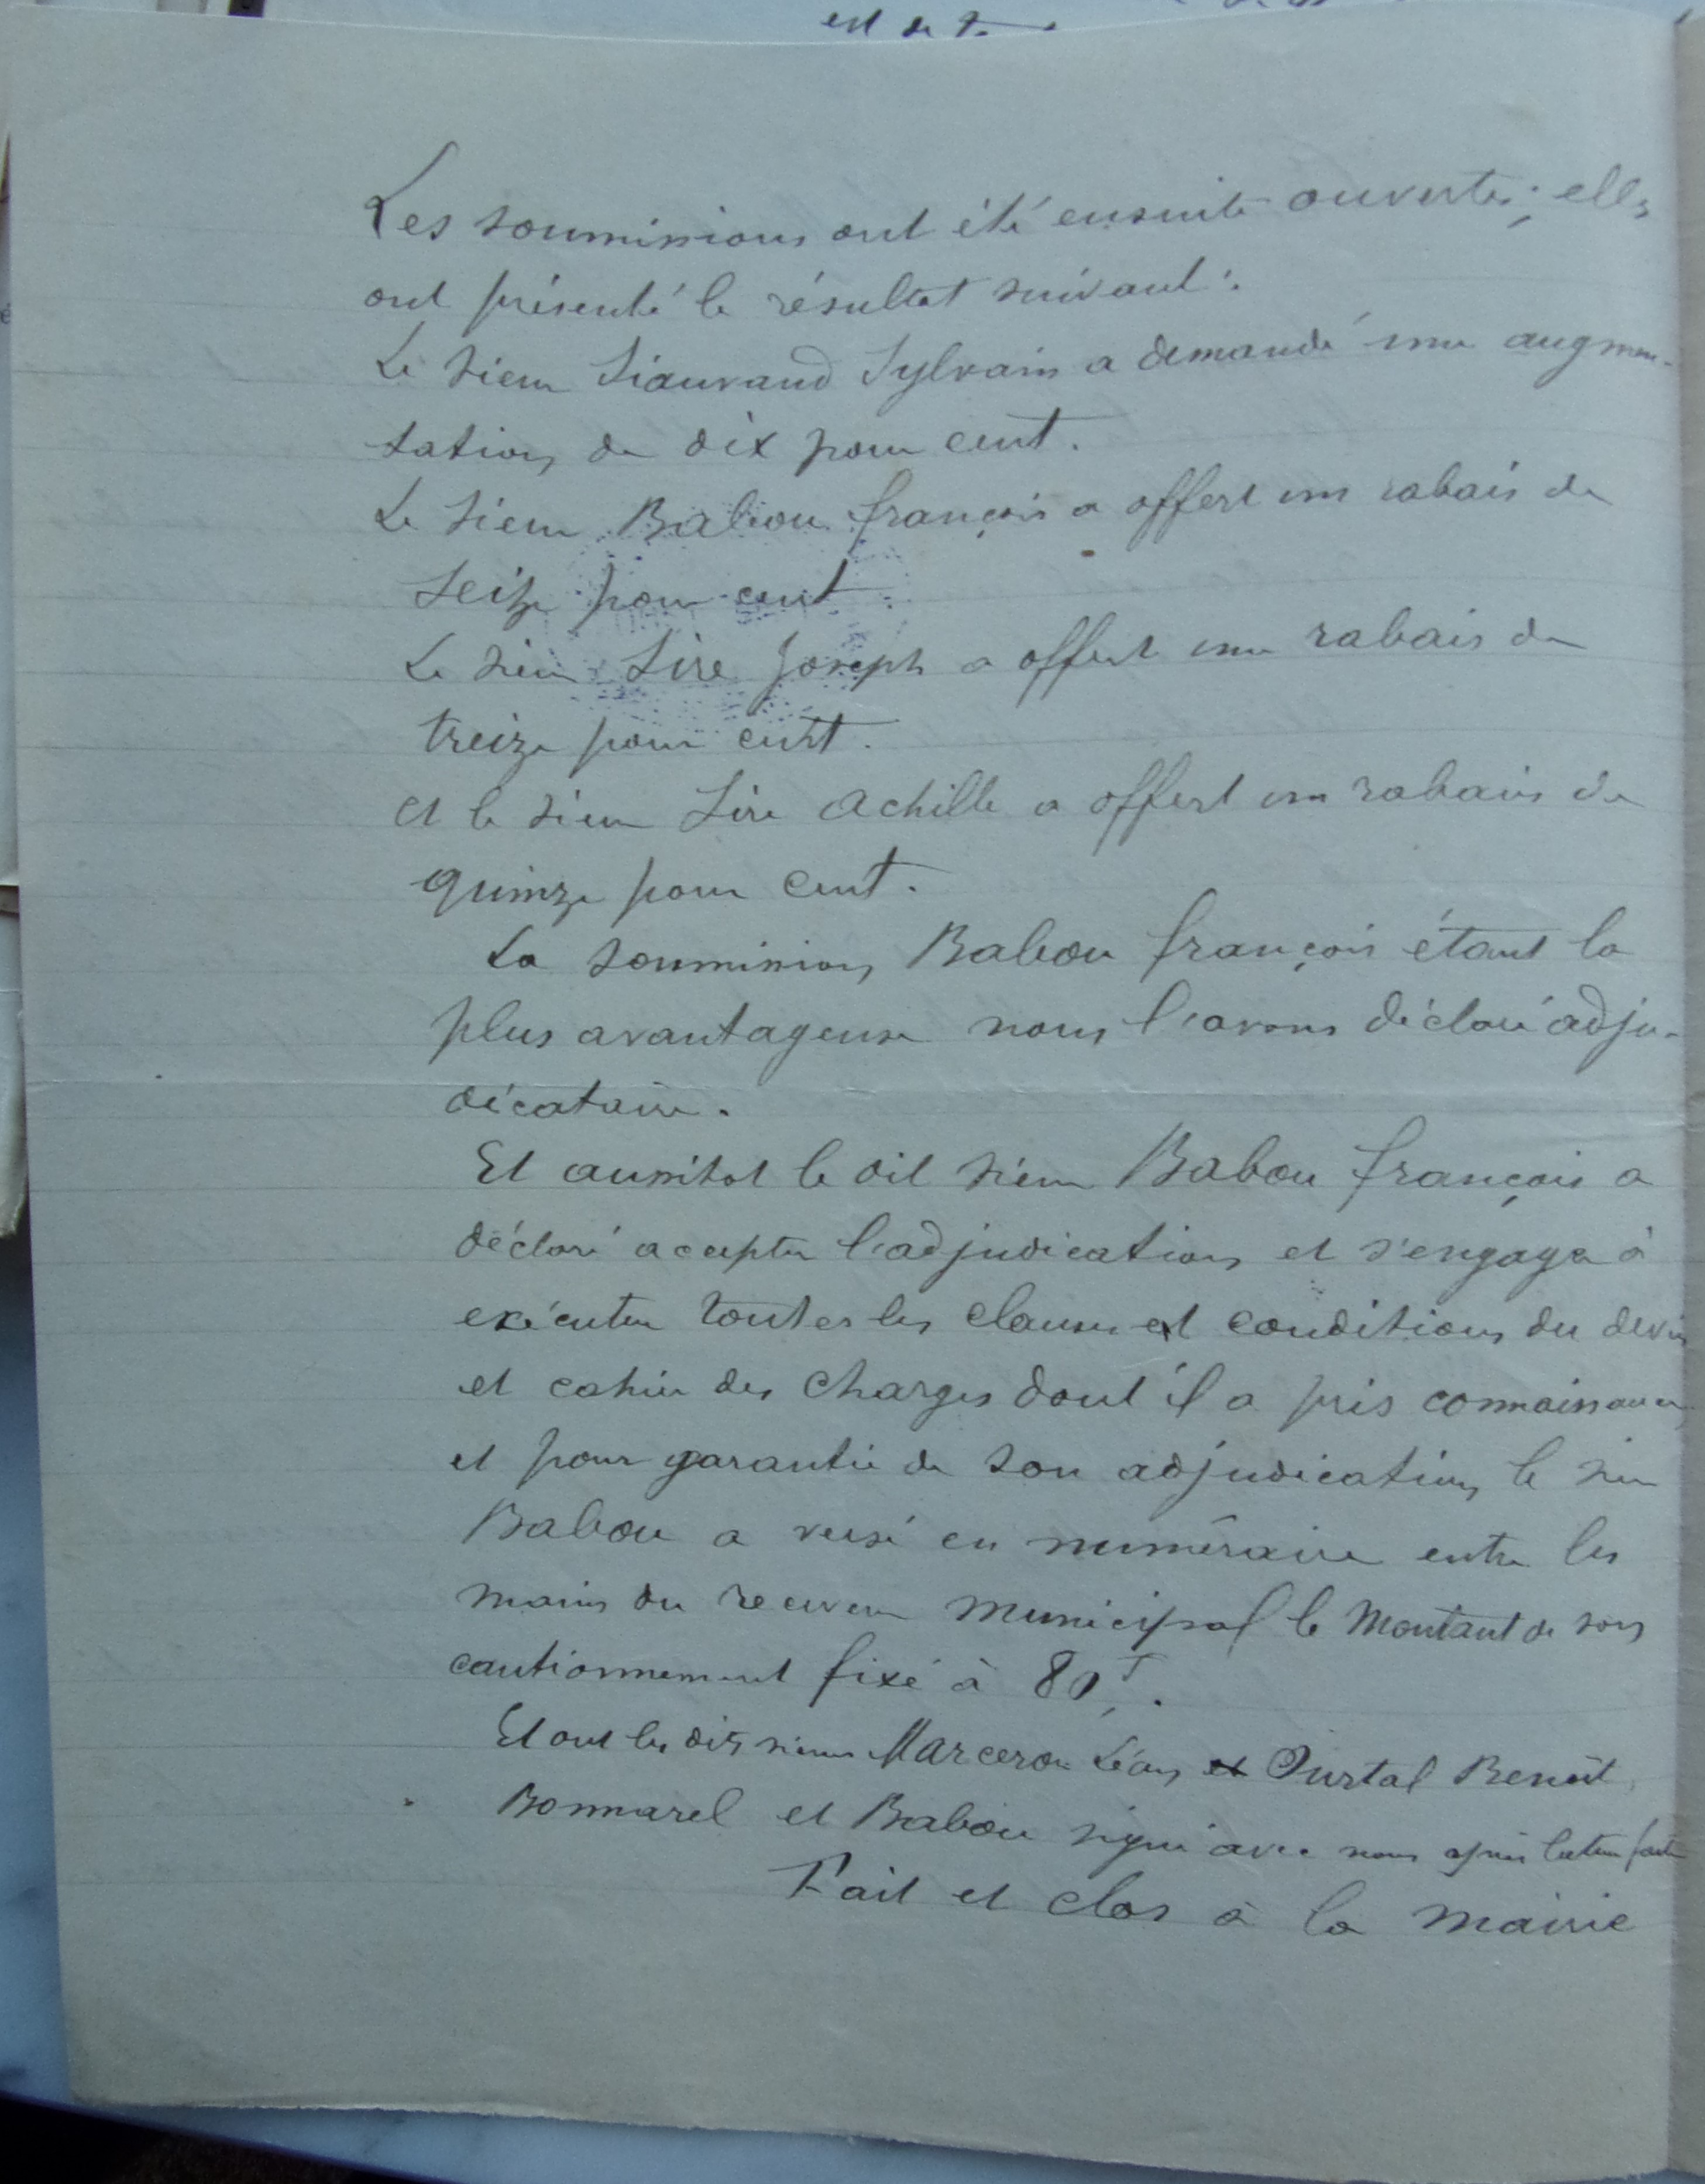 Les soumissions ont été ensuite ouvertes ; elles
ont présenté le résultat suivant :
Le sieur Siauvaud Sylvain a demandé une augmen-
tation de dix pour cent.
Le sieur Babou françois a offert un rabais de
seize pour cent.
Le sieur Sire Joseph a offert un rabais de
treize pour cent.
et le sieur Sire Achille a offert un rabais de
quinze pour cent.
La soumission Babou françois étant la
plus avantageuse nous l'avons déclaré adju-
dicataire.
Et aussitot le dit sieur Babou françois a
déclaré accepter l'adjudication et s'engage à
exécuter toutes les clauses et conditions du devis
et cahier des charges dont il a pris connaissance
et pour garantie de son adjudication le sieur
Babou a versé en numéraire entre les
mains du receveur municipal le montant de son
cautionnement fixé à 80f.
Et ont les dits sieurs Marcerou Léon et Purtal Benoît,
Bonnarel et Babou signé avec nous après lecture faite
Fait et clos à la mairie